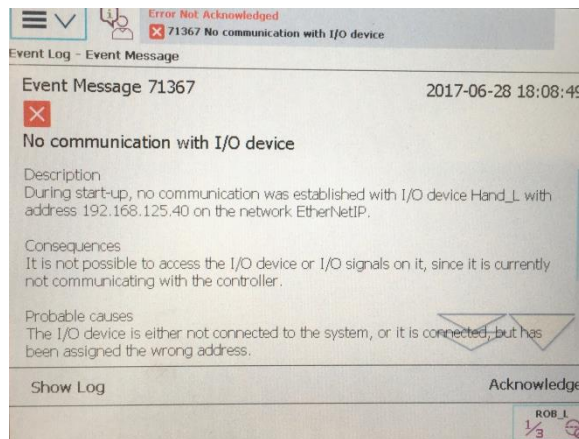 Error Not Acknowledged
71367 No communication with I/O device
Event Log - Event Message
Event Message 71367
2017-06-28 18:08:49
No communication with I/O device
Description
During start-up, no communication was established with I/O device Hand_L with
address 192.168.125.40 on the network EtherNetIP.
Consequences
It is not possible to access the I/O device or I/O signals on it, since it is currently
not communicating with the controller.
Probable causes
The I/O device is either not connected to the system, or it is connected, but has
been assigned the wrong address.
Show Log
Acknowledge
ROB_L
1/3